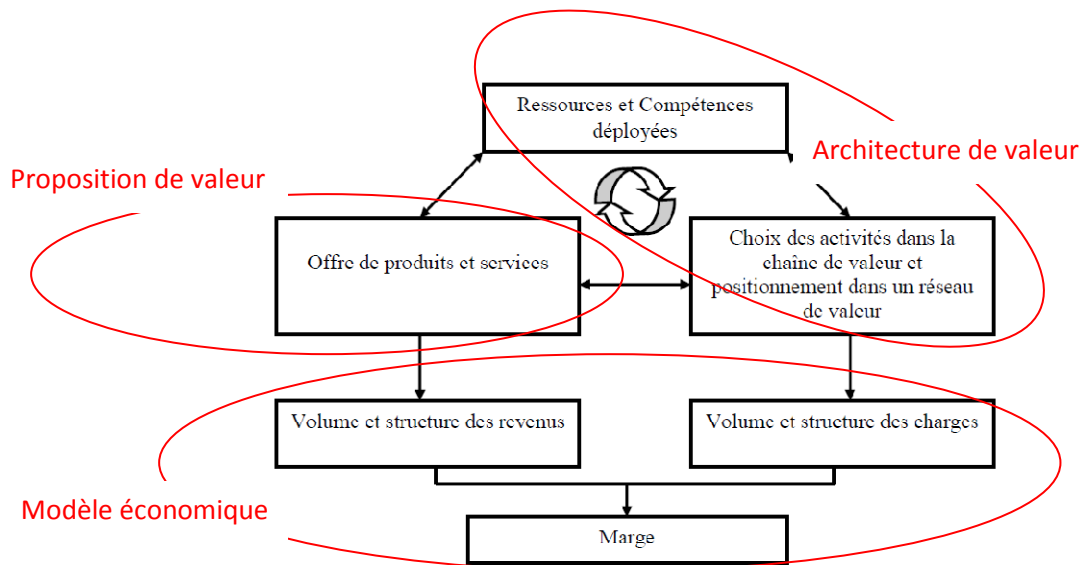 Ressources et Compétences
déployées
Architecture de valeur
Proposition de valeur
Offre de produits et services
Choix des activités dans la
chaîne de valeur et
positionnement dans un réseau
de valeur
Volume et structure des revenus
Volume et structure des charges
Modèle économique
Marge